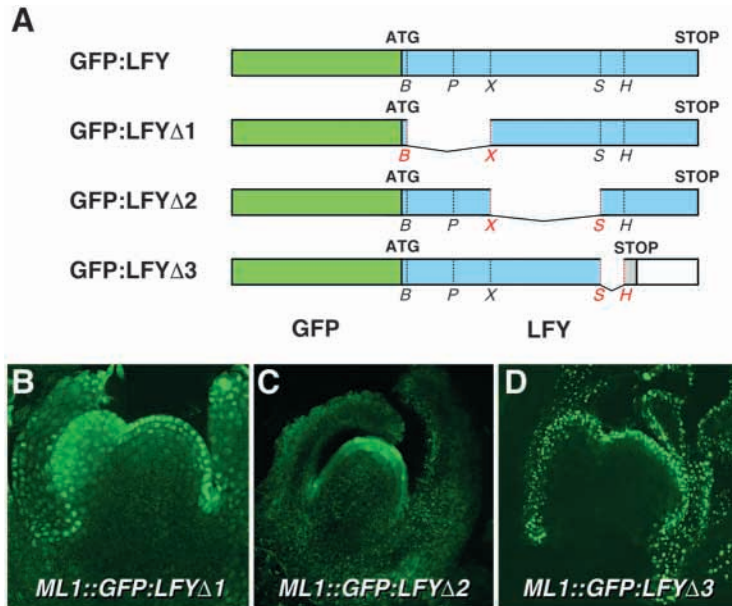 A
ATG STOP
GFP:LFY
B P X S H
ATG STOP
GFP:LFYΔ1
B X S H
ATG STOP
GFP:LFYΔ2
B P X S H
ATG STOP
GFP:LFYΔ3
B P X S H
GFP LFY
B C D
ML1::GFP:LFYΔ1 ML1::GFP:LFYΔ2 ML1::GFP:LFYΔ3